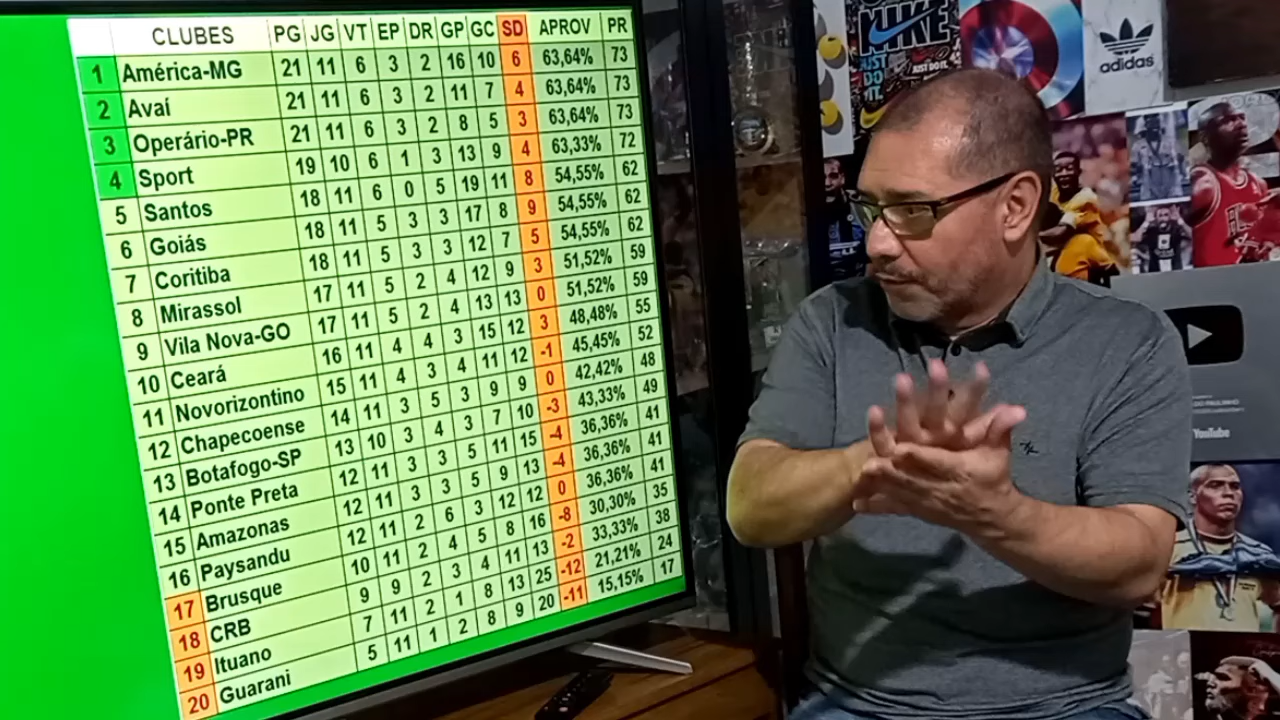 CLUBES PG JG VT EP DR GP GC SD APROV PR
1 América-MG 21 11 6 3 2 16 10 6 63,64% 73
2 Avaí 21 11 6 3 2 11 7 4 63,64% 73
3 Operário-PR 21 11 6 3 2 8 5 3 63,64% 73
4 Sport 19 10 6 1 3 13 9 4 63,33% 72
5 Santos 18 11 6 0 5 19 11 8 54,55% 62
6 Goiás 18 11 5 3 3 17 8 9 54,55% 62
7 Coritiba 18 11 5 3 3 12 7 5 54,55% 62
8 Mirassol 17 11 5 2 4 12 9 3 51,52% 59
9 Vila Nova-GO 17 11 5 2 4 13 13 0 51,52% 59
10 Ceará 16 11 4 4 3 15 12 3 48,48% 55
11 Novorizontino 15 11 4 3 4 11 12 -1 45,45% 52
12 Chapecoense 14 11 3 5 3 9 9 0 42,42% 48
13 Botafogo-SP 13 10 3 4 3 7 10 -3 43,33% 49
14 Ponte Preta 12 11 3 3 5 11 15 -4 36,36% 41
15 Amazonas 12 11 3 3 5 9 13 -4 36,36% 41
16 Paysandu 12 11 2 6 3 12 12 0 36,36% 41
17 Brusque 10 11 2 4 5 8 16 -8 30,30% 35
18 CRB 9 9 2 3 4 11 13 -2 33,33% 38
19 Ituano 7 11 2 1 8 13 25 -12 21,21% 24
20 Guarani 5 11 1 2 8 9 20 -11 15,15% 17
NIKE
JUST
DO
IT.
JUST DO IT.
adidas
YouTube